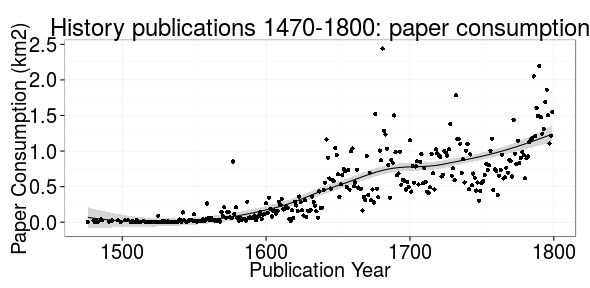 History publications 1470-1800: paper consumption
Paper Consumption (km2)
2.5
2.0
1.5
1.0
0.5
0.0
1500 1600 1700 1800
Publication Year